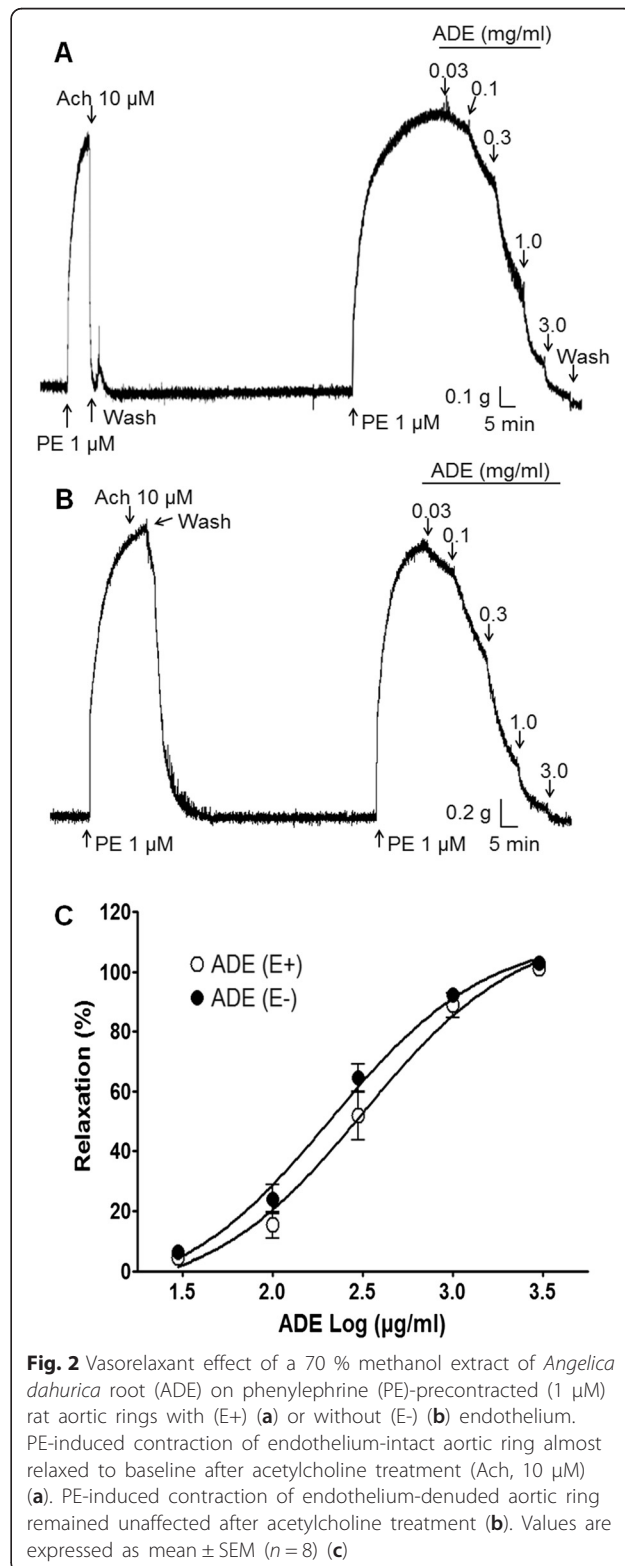 A
ADE (mg/ml)
Ach 10 µM
0.03
0.1
0.3
1.0
3.0
Wash
Wash
PE 1 µM
PE 1 µM
0.1 g
5 min
B
ADE (mg/ml)
Ach 10 µM
Wash
0.03
0.1
0.3
1.0
3.0
PE 1 µM
PE 1 µM
0.2 g
5 min
C
120
100
80
60
40
20
0
Relaxation (%)
ADE (E+)
ADE (E-)
1.5 2.0 2.5 3.0 3.5
ADE Log (µg/ml)
Fig. 2 Vasorelaxant effect of a 70 % methanol extract of Angelica
dahurica root (ADE) on phenylephrine (PE)-precontracted (1 µM)
rat aortic rings with (E+) (a) or without (E-) (b) endothelium.
PE-induced contraction of endothelium-intact aortic ring almost
relaxed to baseline after acetylcholine treatment (Ach, 10 µM)
(a). PE-induced contraction of endothelium-denuded aortic ring
remained unaffected after acetylcholine treatment (b). Values are
expressed as mean ± SEM (n = 8) (c)